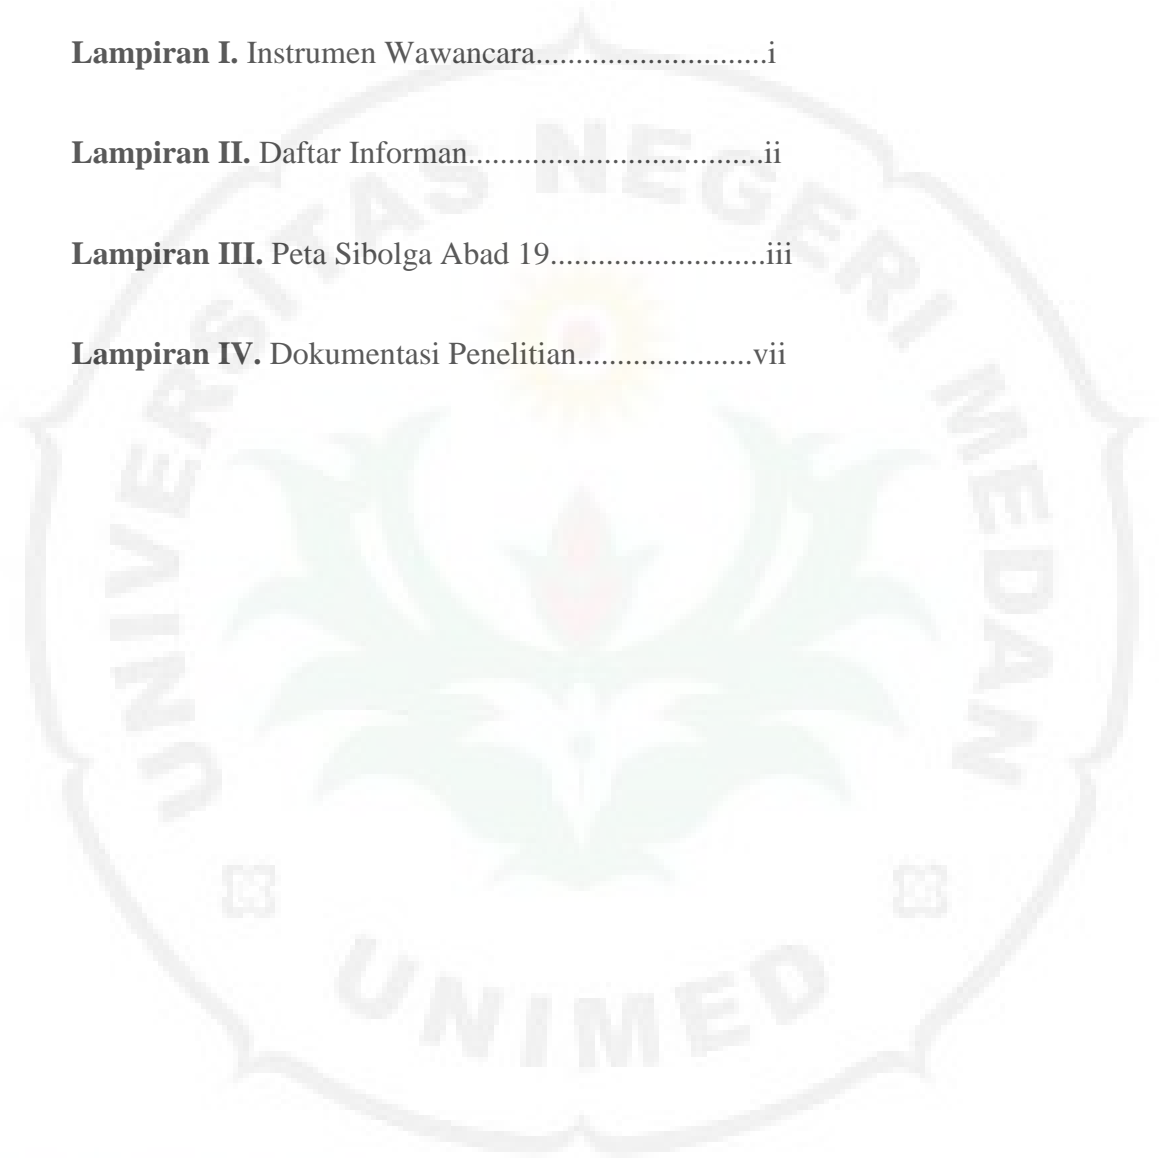 Lampiran I. Instrumen Wawancara.............................i
Lampiran II. Daftar Informan.....................................ii
Lampiran III. Peta Sibolga Abad 19...........................iii
Lampiran IV. Dokumentasi Penelitian......................vii
UNIVERSITAS NEGERI MEDAN
UNIMED